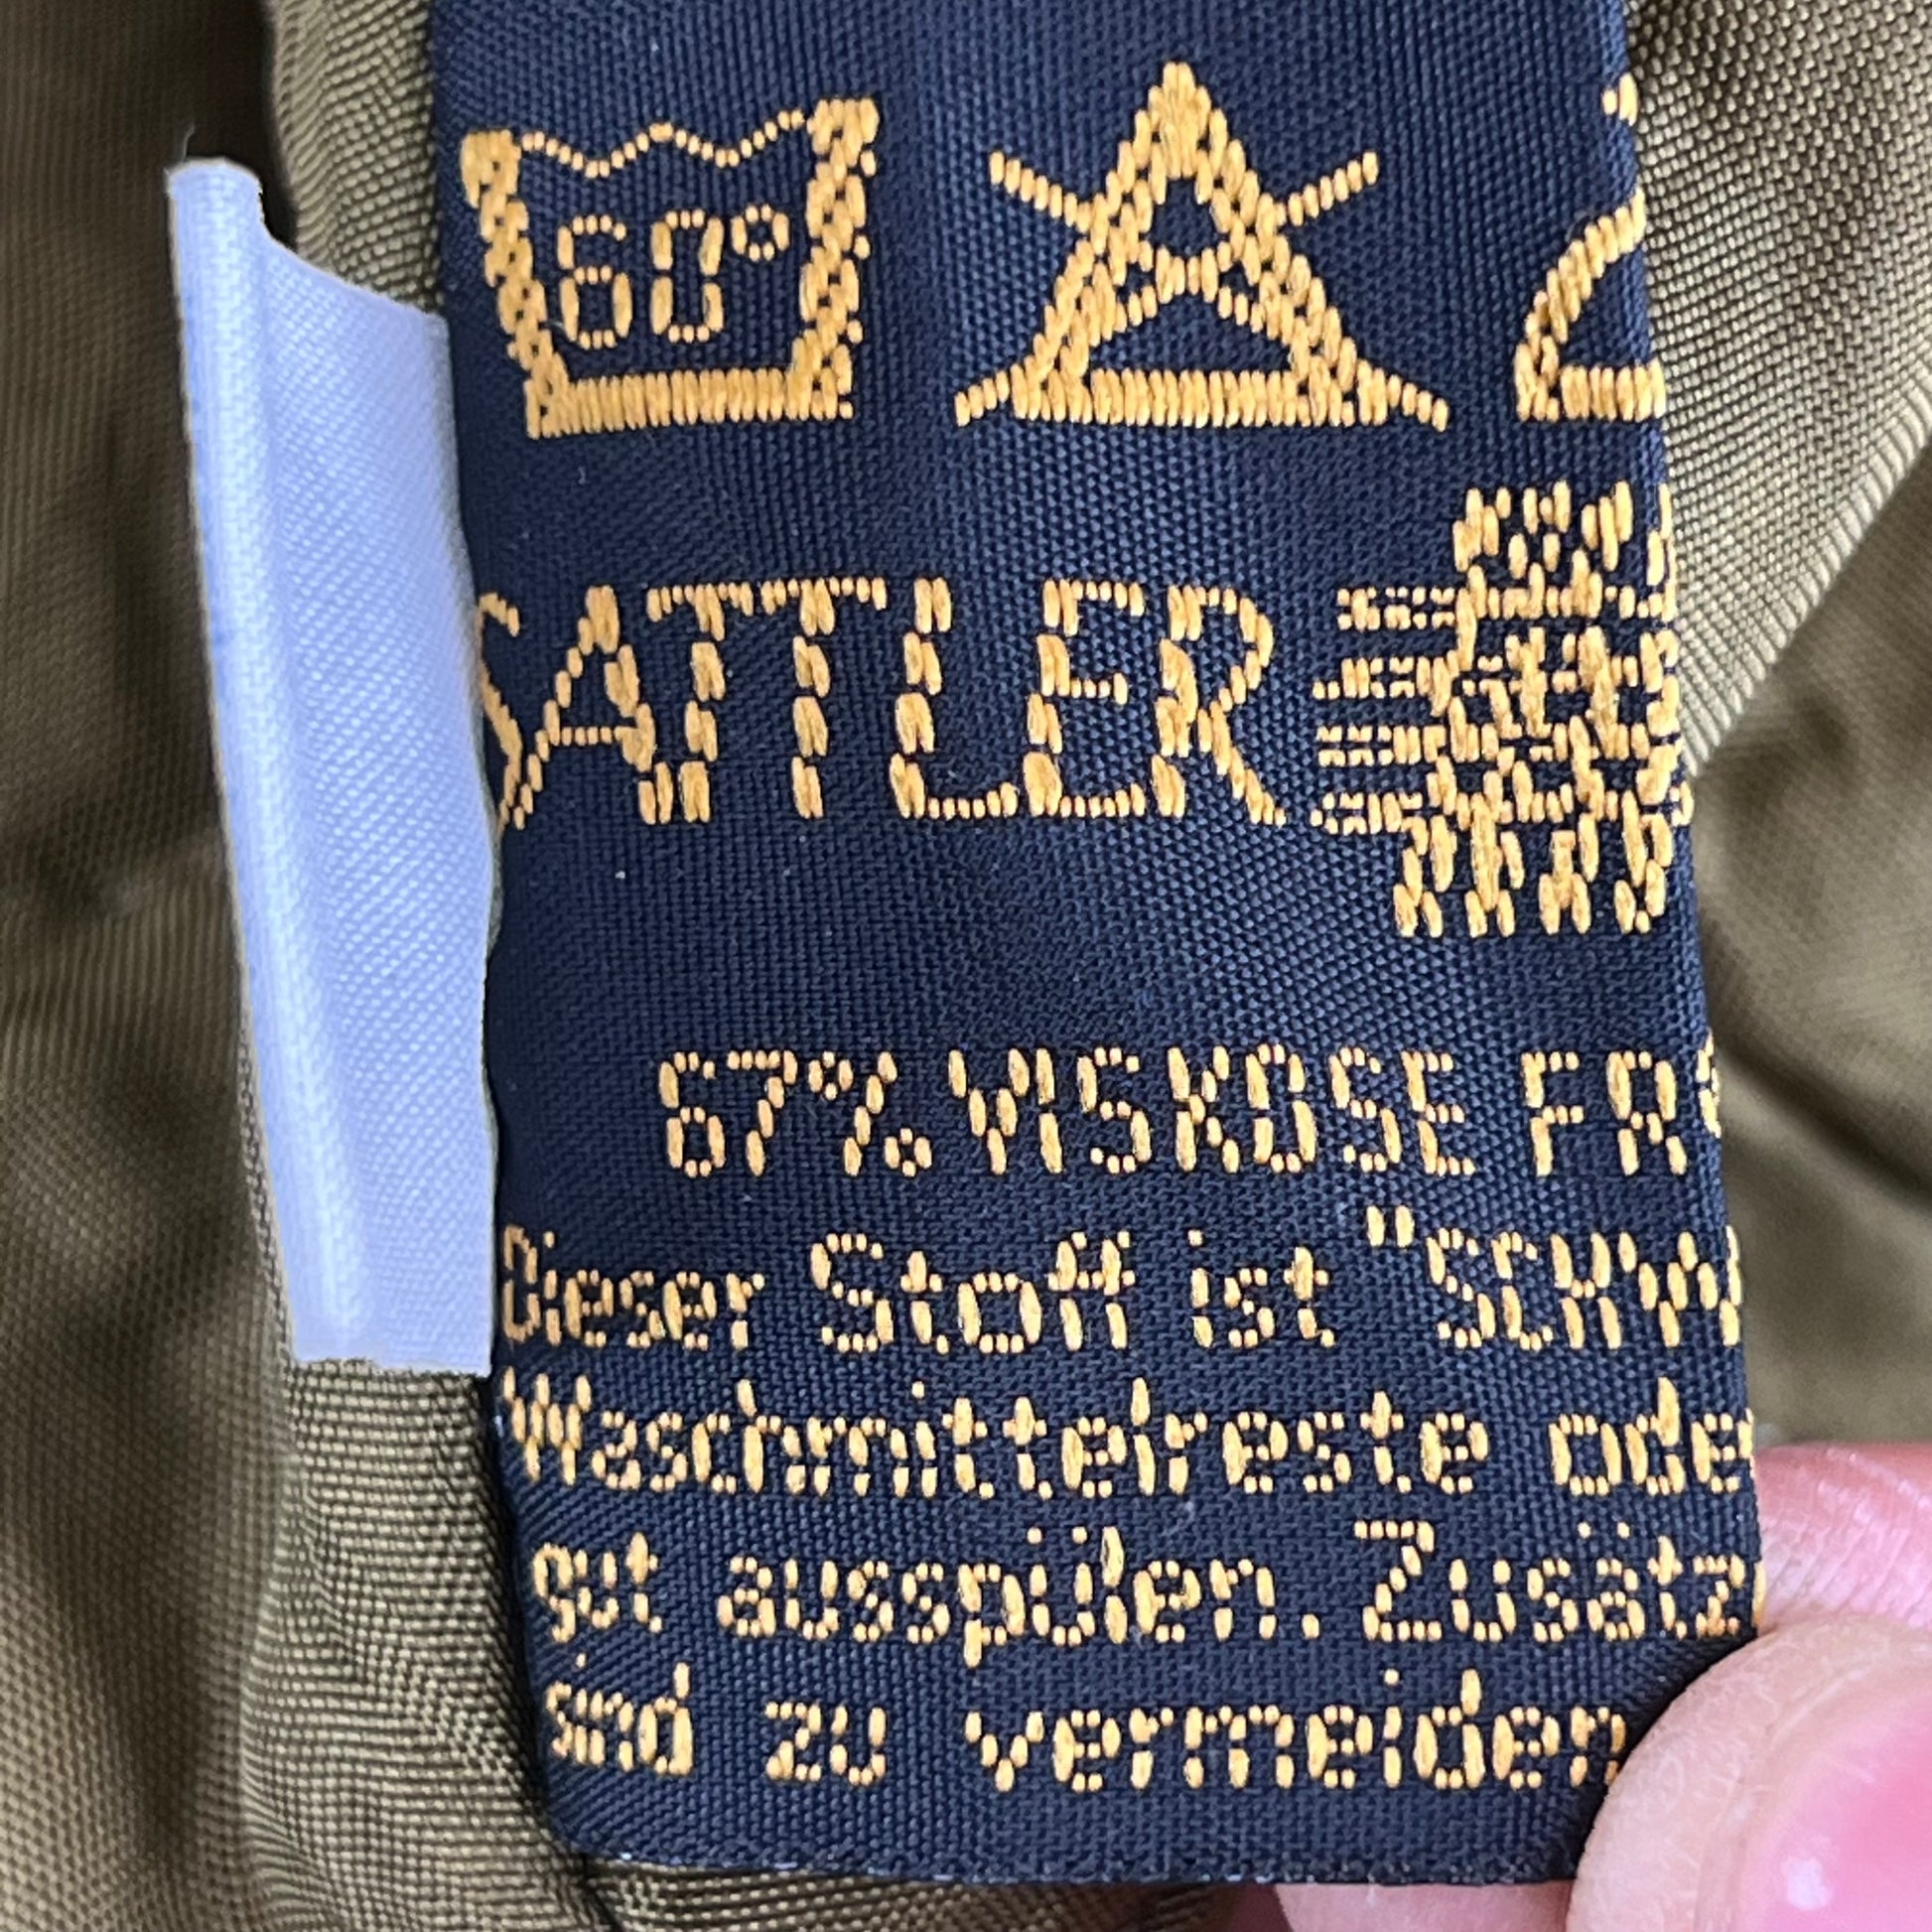 60°
SATTLER
67% VISKOSE FR
Dieser Stoff ist "SCHW
Waschmittelreste ode
gut ausspülen. Zusätz
sind zu vermeiden